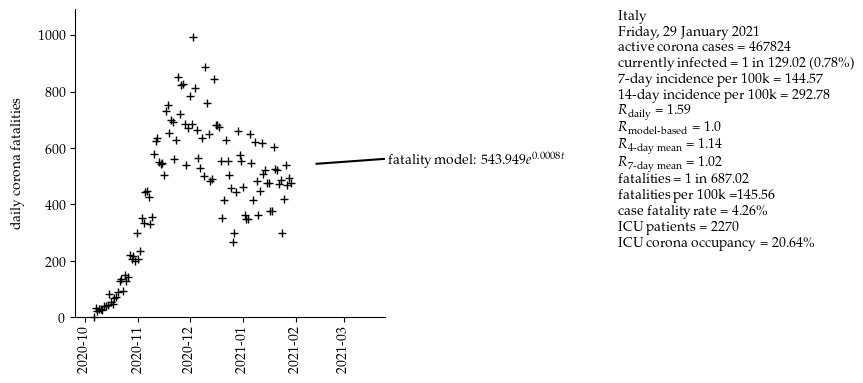 daily corona fatalities
1000
800
600
400
200
0
2020-10
2020-11
2020-12
2021-01
2021-02
2021-03
fatality model: 543.949e^0.0008t
Italy
Friday, 29 January 2021
active corona cases = 467824
currently infected = 1 in 129.02 (0.78%)
7-day incidence per 100k = 144.57
14-day incidence per 100k = 292.78
R_daily = 1.59
R_model-based = 1.0
R_4-day mean = 1.14
R_7-day mean = 1.02
fatalities = 1 in 687.02
fatalities per 100k =145.56
case fatality rate = 4.26%
ICU patients = 2270
ICU corona occupancy = 20.64%